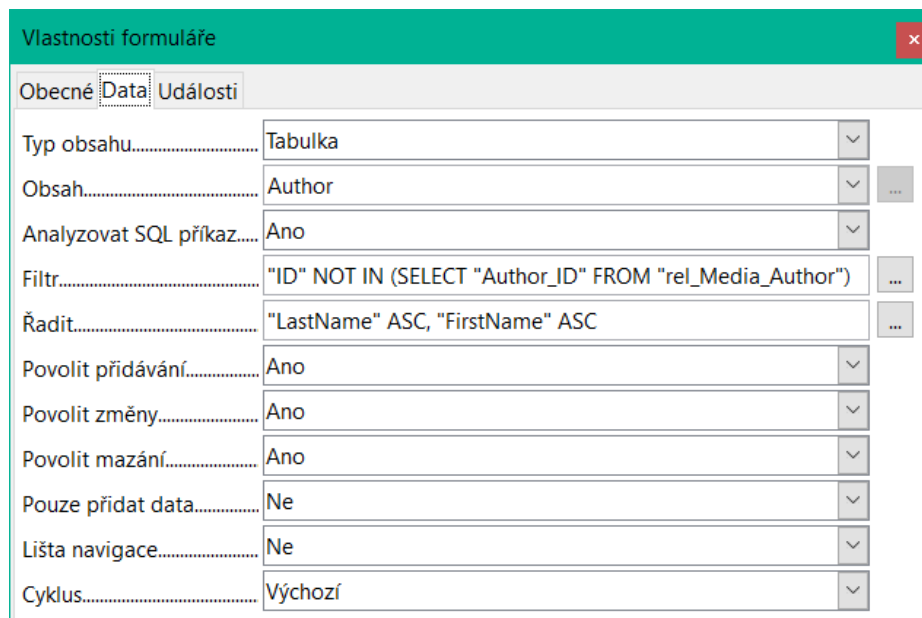 Vlastnosti formuláře
Obecné Data Události
Typ obsahu............................. Tabulka
Obsah........................................ Author
Analyzovat SQL příkaz..... Ano
Filtr.............................................. "ID" NOT IN (SELECT "Author_ID" FROM "rel_Media_Author") ...
Řadit.......................................... "LastName" ASC, "FirstName" ASC ...
Povolit přidávání................. Ano
Povolit změny....................... Ano
Povolit mazání..................... Ano
Pouze přidat data............... Ne
Lišta navigace....................... Ne
Cyklus........................................ Výchozí